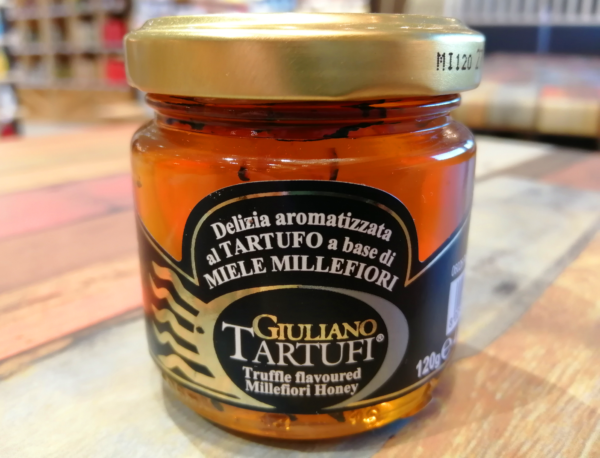 MI120
Delizia aromatizzata
al TARTUFO a base di
MIELE MILLEFIORI
GIULIANO
TARTUFI®
Truffle flavoured
Millefiori Honey
120g e